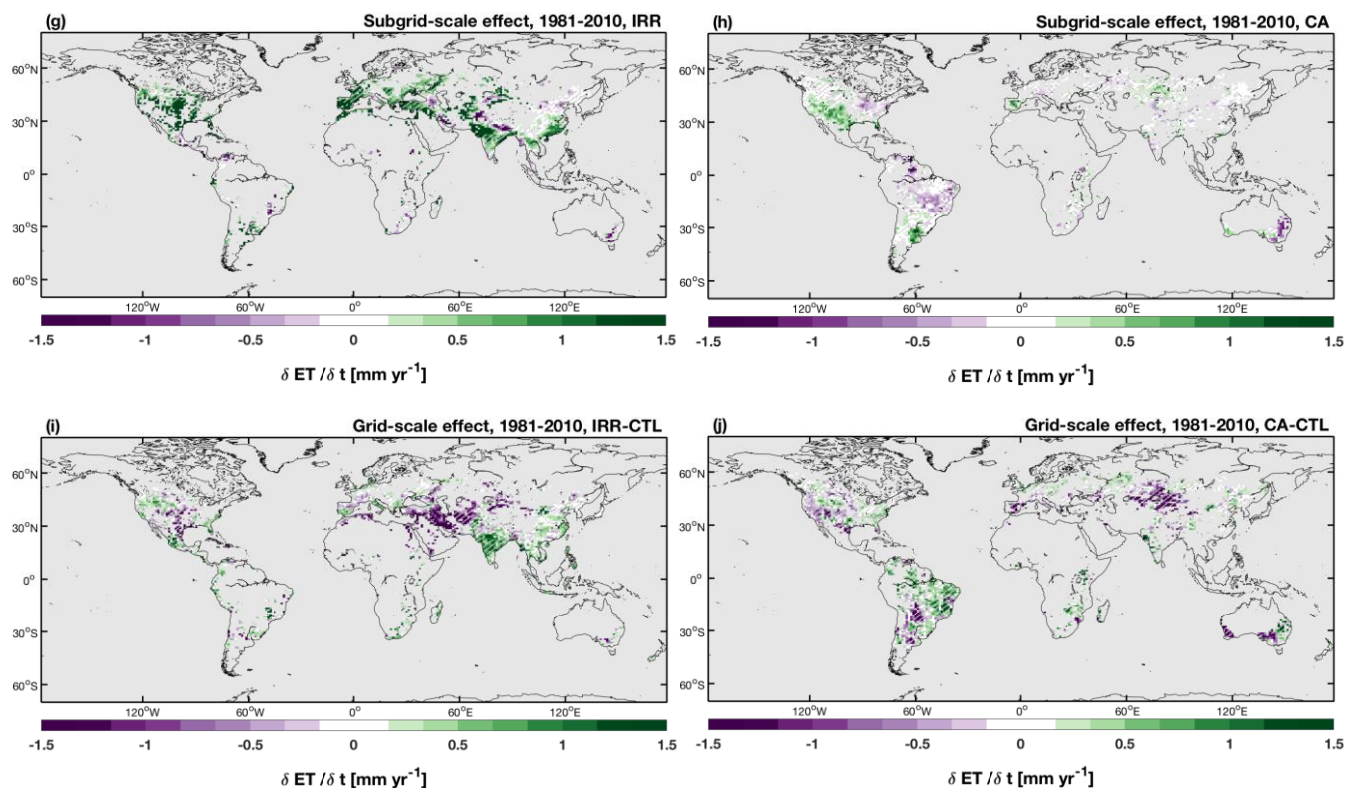 (g) Subgrid-scale effect, 1981-2010, IRR
60°N
30°N
0°
30°S
60°S
120°W 60°W 0° 60°E 120°E
-1.5 -1 -0.5 0 0.5 1 1.5
δ ET / δ t [mm yr⁻¹]
(h) Subgrid-scale effect, 1981-2010, CA
60°N
30°N
0°
30°S
60°S
120°W 60°W 0° 60°E 120°E
-1.5 -1 -0.5 0 0.5 1 1.5
δ ET / δ t [mm yr⁻¹]
(i) Grid-scale effect, 1981-2010, IRR-CTL
60°N
30°N
0°
30°S
60°S
120°W 60°W 0° 60°E 120°E
-1.5 -1 -0.5 0 0.5 1 1.5
δ ET / δ t [mm yr⁻¹]
(j) Grid-scale effect, 1981-2010, CA-CTL
60°N
30°N
0°
30°S
60°S
120°W 60°W 0° 60°E 120°E
-1.5 -1 -0.5 0 0.5 1 1.5
δ ET / δ t [mm yr⁻¹]